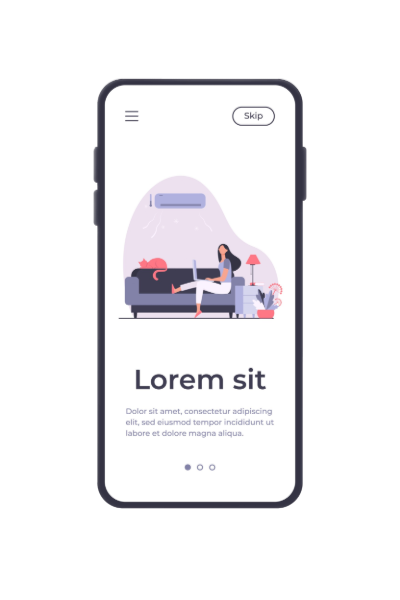 Skip
Lorem sit
Dolor sit amet, consectetur adipiscing
elit, sed eiusmod tempor incididunt ut
labore et dolore magna aliqua.